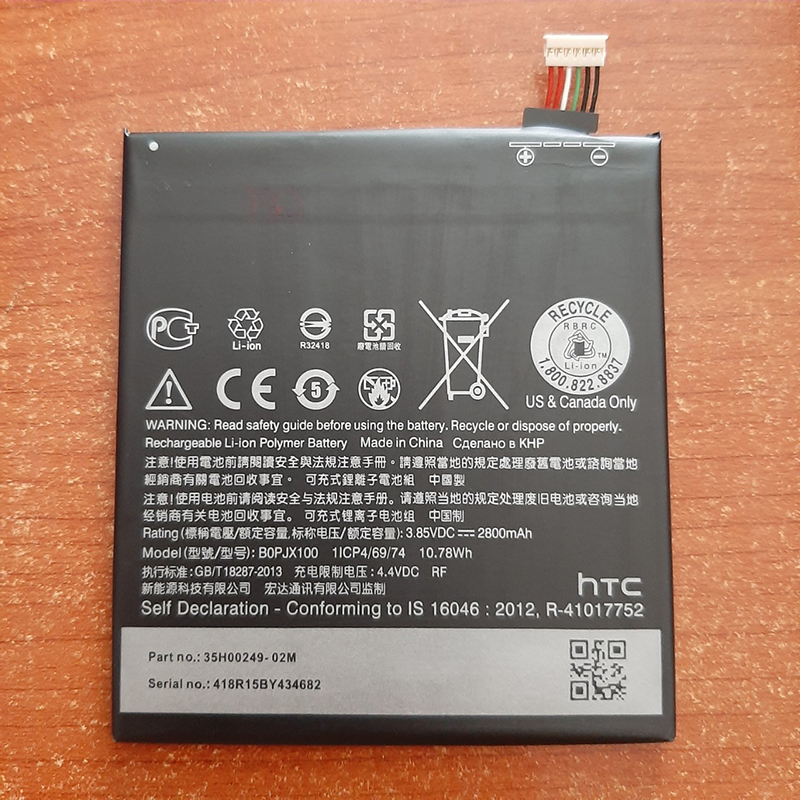 PCT
Li-ion
R32418
廢電池請回收
RECYCLE
RBRC
Li-ion
TM
1.800.822.8837
CE
5
US & Canada Only
WARNING: Read safety guide before using the battery. Recycle or dispose of properly.
Rechargeable Li-ion Polymer Battery Made in China Сделано в КНР
注意!使用電池前請閱讀安全與法規注意手冊。請遵照當地的規定處理廢舊電池或諮詢當地
經銷商有關電池回收事宜。 可充式鋰離子電池組 中國製
注意!使用电池前请阅读安全与法规注意手册。请遵照当地的规定处理废旧电池或咨询当地
经销商有关电池回收事宜。 可充式锂离子电池组 中国制
Rating (標稱電壓/額定容量,标称电压/额定容量): 3.85VDC 2800mAh
Model (型號/型号): B0PJX100 1ICP4/69/74 10.78Wh
执行标准: GB/T18287-2013 充电限制电压: 4.4VDC RF
新能源科技有限公司 宏达通讯有限公司监制
hTC
Self Declaration - Conforming to IS 16046 : 2012, R-41017752
Part no.: 35H00249-02M
Serial no.: 418R15BY434682